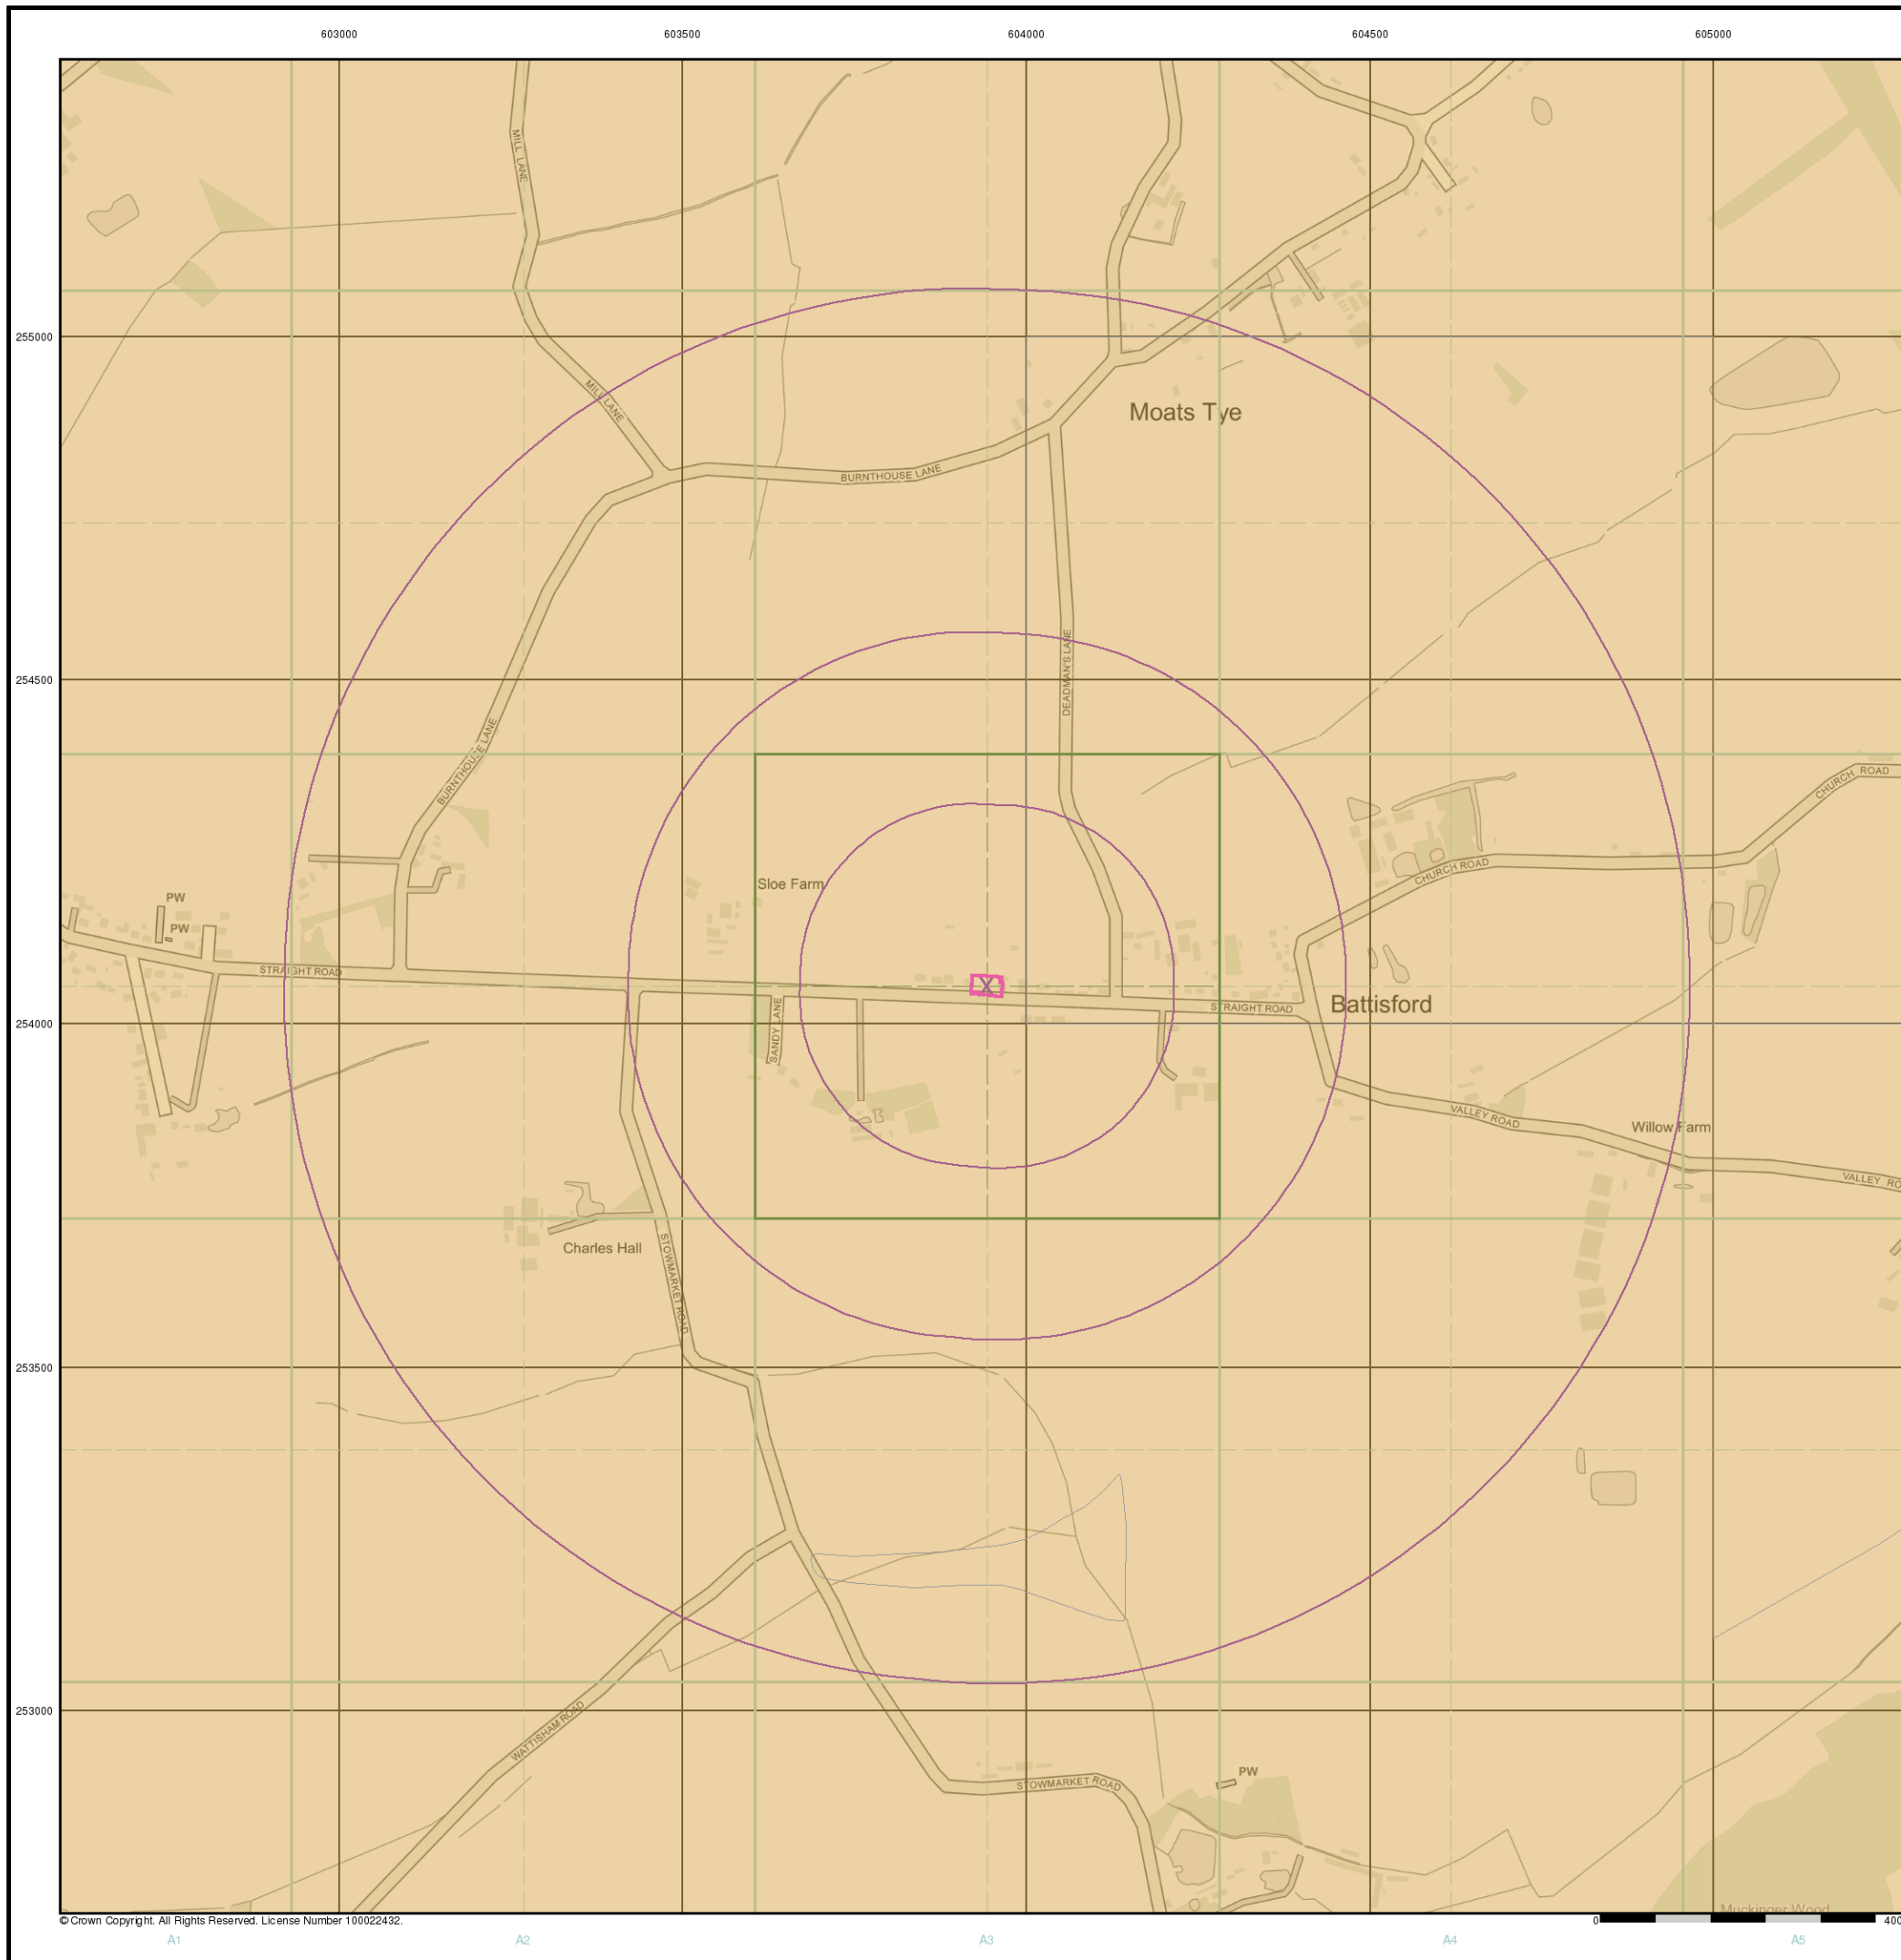 603000
603500
604000
604500
605000
MILL LANE
255000
MILL LANE
Moats Tye
BURNTHOUSE LANE
254500
DEADMAN'S LANE
BURNTHOUSE LANE
CHURCH ROAD
CHURCH ROAD
Sloe Farm
PW
PW
STRAIGHT ROAD
X
Battisford
STRAIGHT ROAD
254000
SANDY LANE
VALLEY ROAD
Willow Farm
VALLEY RO
Charles Hall
STOWMARKET ROAD
253500
253000
WATTISHAM ROAD
STOWMARKET ROAD
PW
Muckinger Wood
© Crown Copyright. All Rights Reserved. License Number 100022432.
0
400
A1
A2
A3
A4
A5